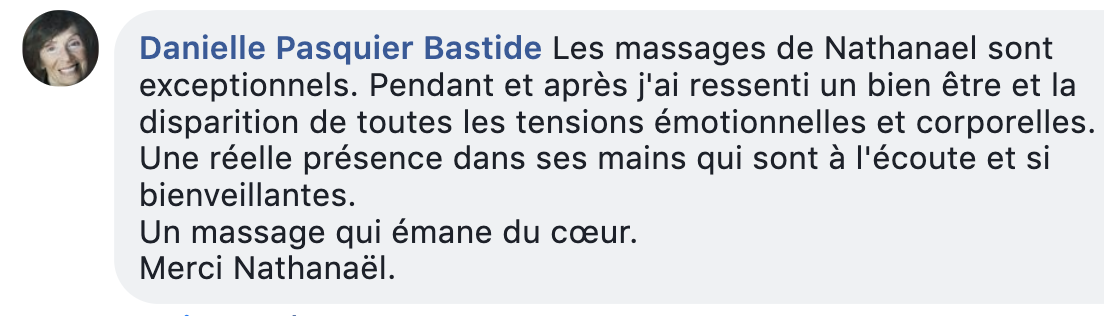 Danielle Pasquier Bastide Les massages de Nathanael sont
exceptionnels. Pendant et après j'ai ressenti un bien être et la
disparition de toutes les tensions émotionnelles et corporelles.
Une réelle présence dans ses mains qui sont à l'écoute et si
bienveillantes.
Un massage qui émane du cœur.
Merci Nathanaël.